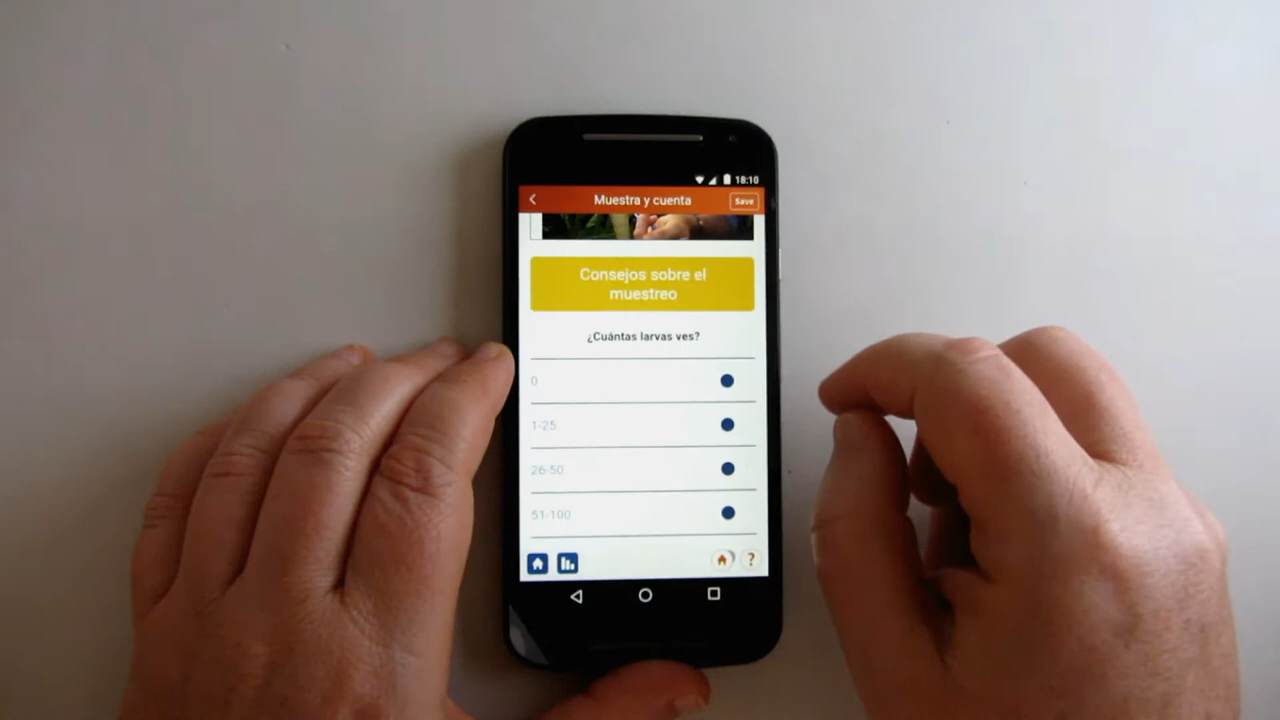 18:10
Muestra y cuenta
Save
Consejos sobre el
muestreo
¿Cuántas larvas ves?
0
1-25
26-50
51-100
?